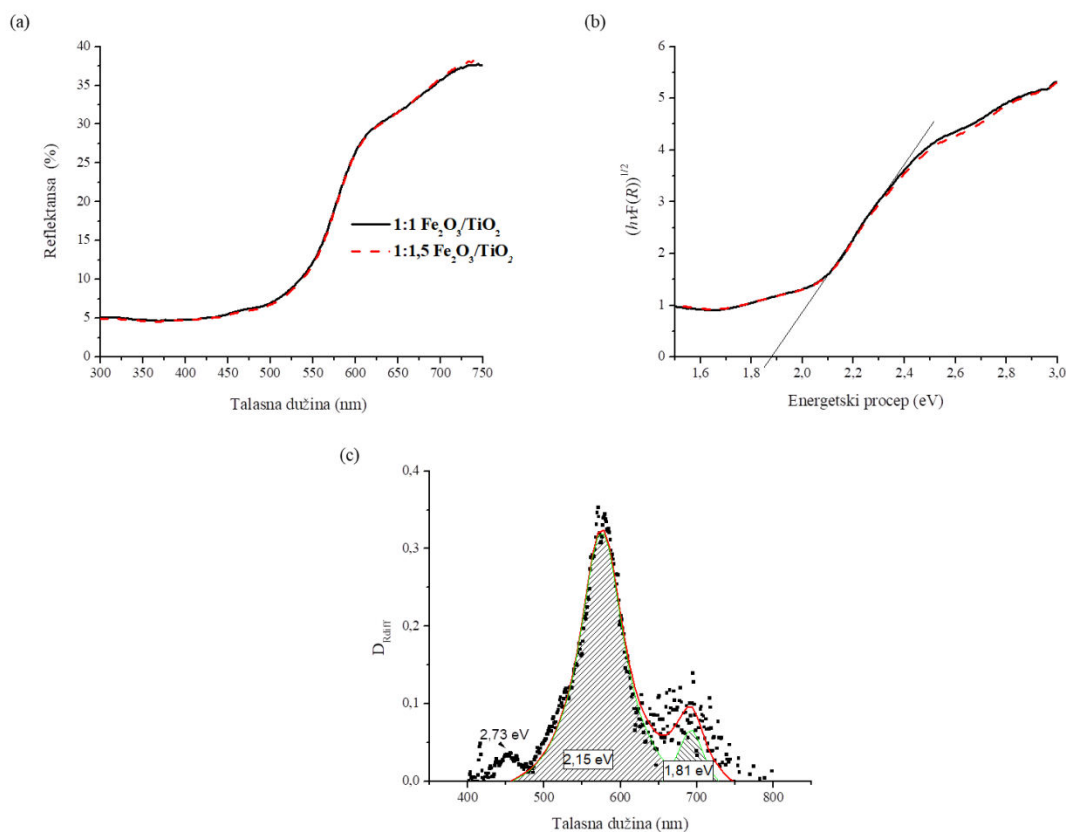 (a)
40
35
30
25
20
15
10
5
0
Reflektansa (%)
1:1 Fe₂O₃/TiO₂
1:1,5 Fe₂O₃/TiO₂
300 350 400 450 500 550 600 650 700 750
Talasna dužina (nm)
(b)
6
5
4
3
2
1
0
(hνF(R))^1/2
1,6 1,8 2,0 2,2 2,4 2,6 2,8 3,0
Energetski procep (eV)
(c)
0,4
0,3
0,2
0,1
0,0
D_Rdiff
2,73 eV
2,15 eV
1,81 eV
400 500 600 700 800
Talasna dužina (nm)